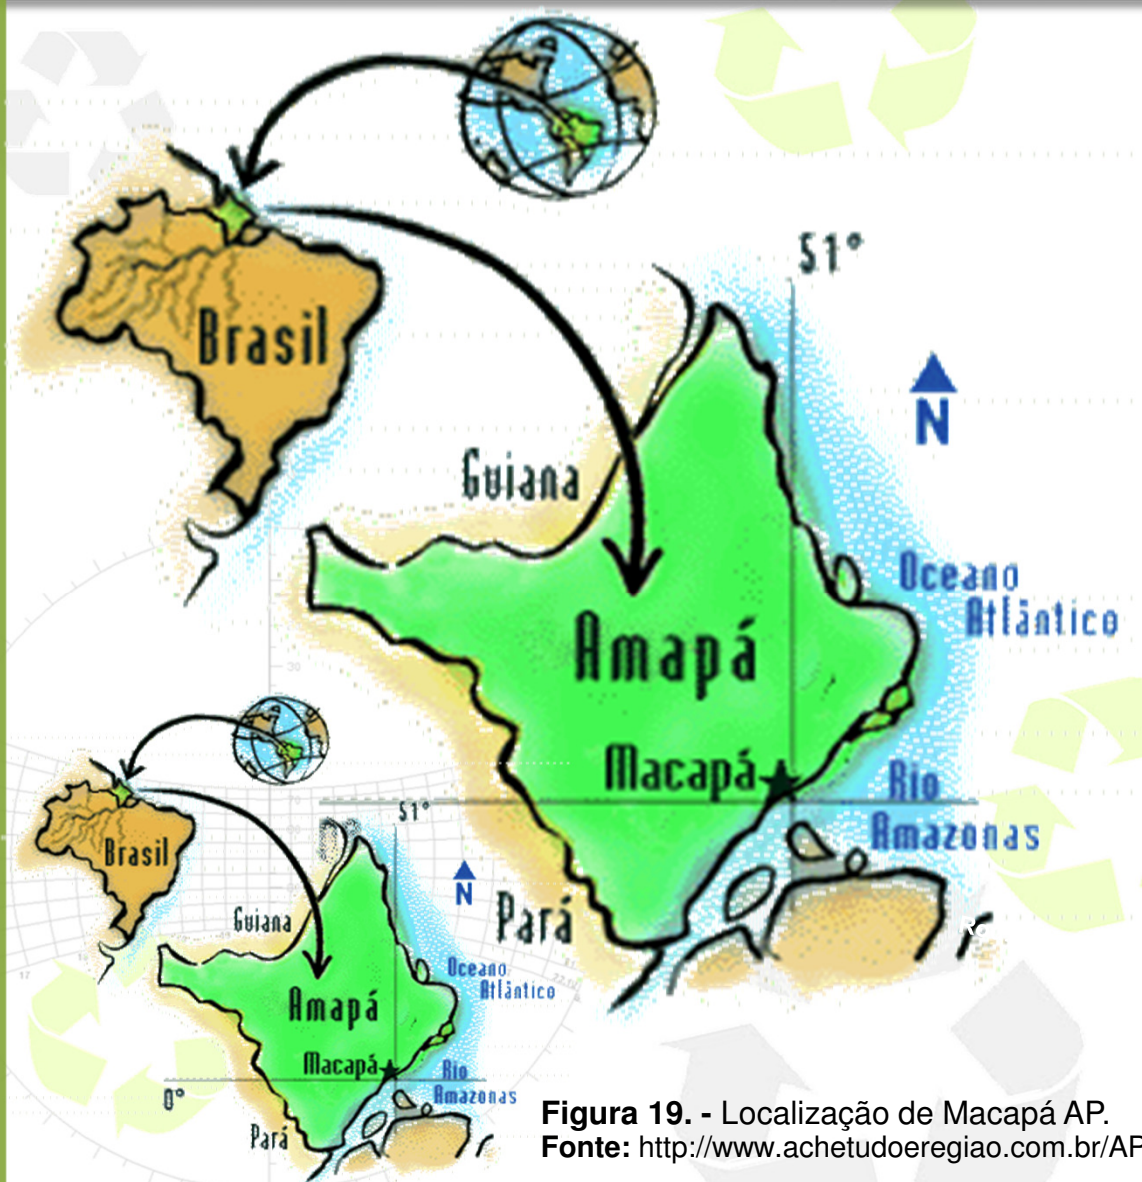 51°
Brasil
N
Guiana
Oceano
Atlântico
Amapá
Macapá
Rio
Amazonas
Pará
51°
Brasil
N
Guiana
Oceano
Atlântico
Amapá
Macapá
Rio
Amazonas
0°
Pará
Figura 19. - Localização de Macapá AP.
Fonte: http://www.achetudoeregiao.com.br/AP